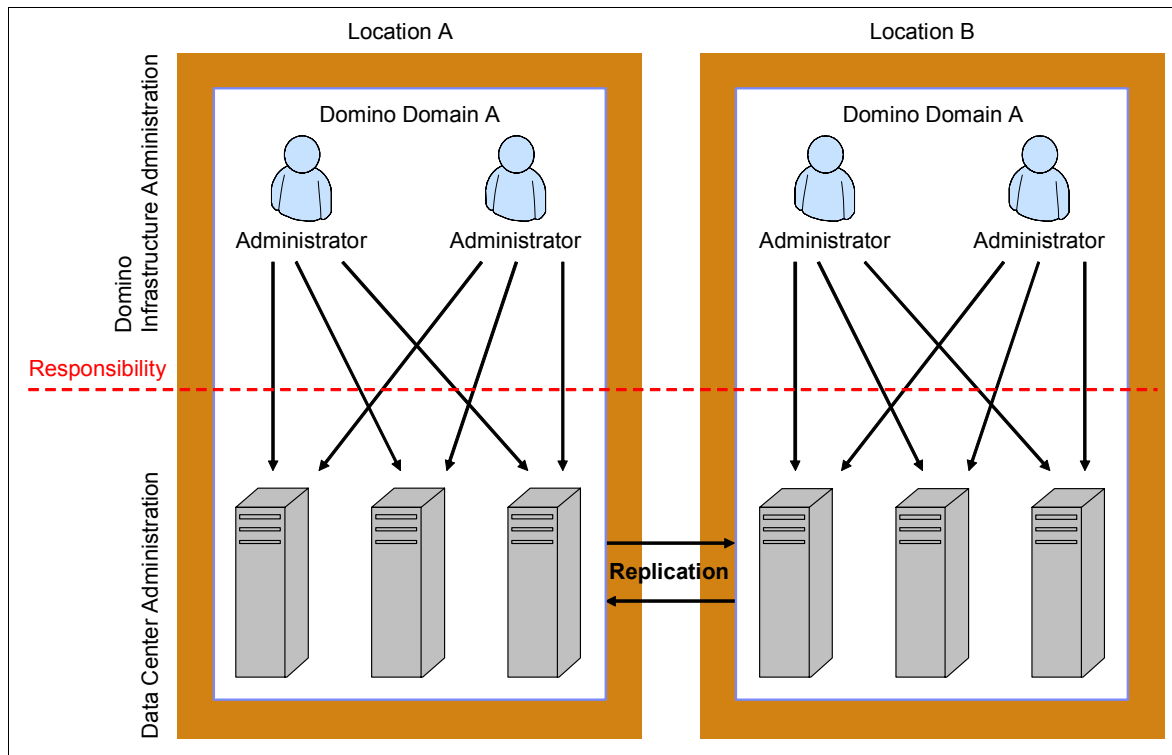 Location A
Location B
Domino Domain A
Domino Domain A
Administrator
Administrator
Administrator
Administrator
Domino
Infrastructure Administration
Responsibility
Data Center Administration
Replication